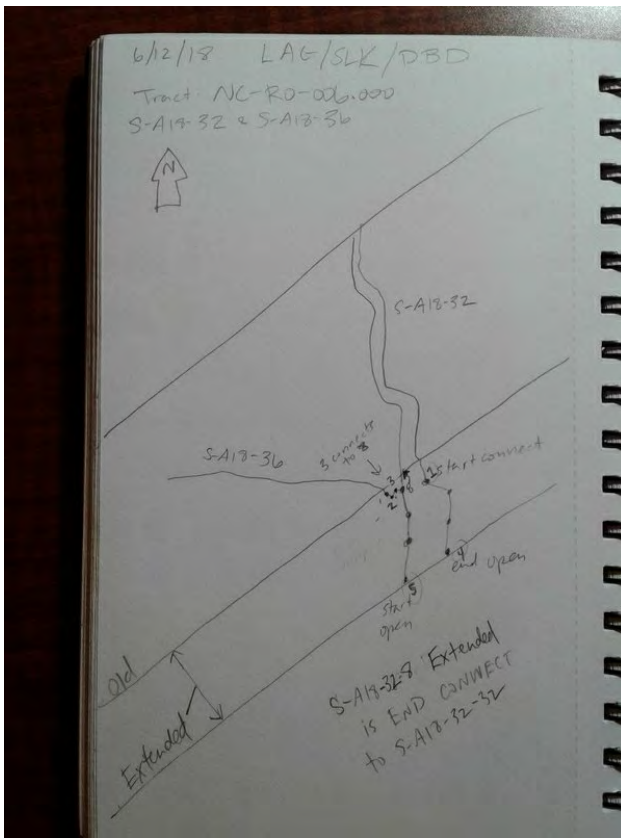 6/12/18 LAG/SLK/DBD
Tract: NC-RO-006.000
S-A18-32 & S-A18-36
N
S-A18-32
3 connects
to 8
S-A18-36
3
1
2
8
1 start connect
4
end open
5
start
open
old
Extended
S-A18-32-8 Extended
is END CONNECT
to S-A18-32-32